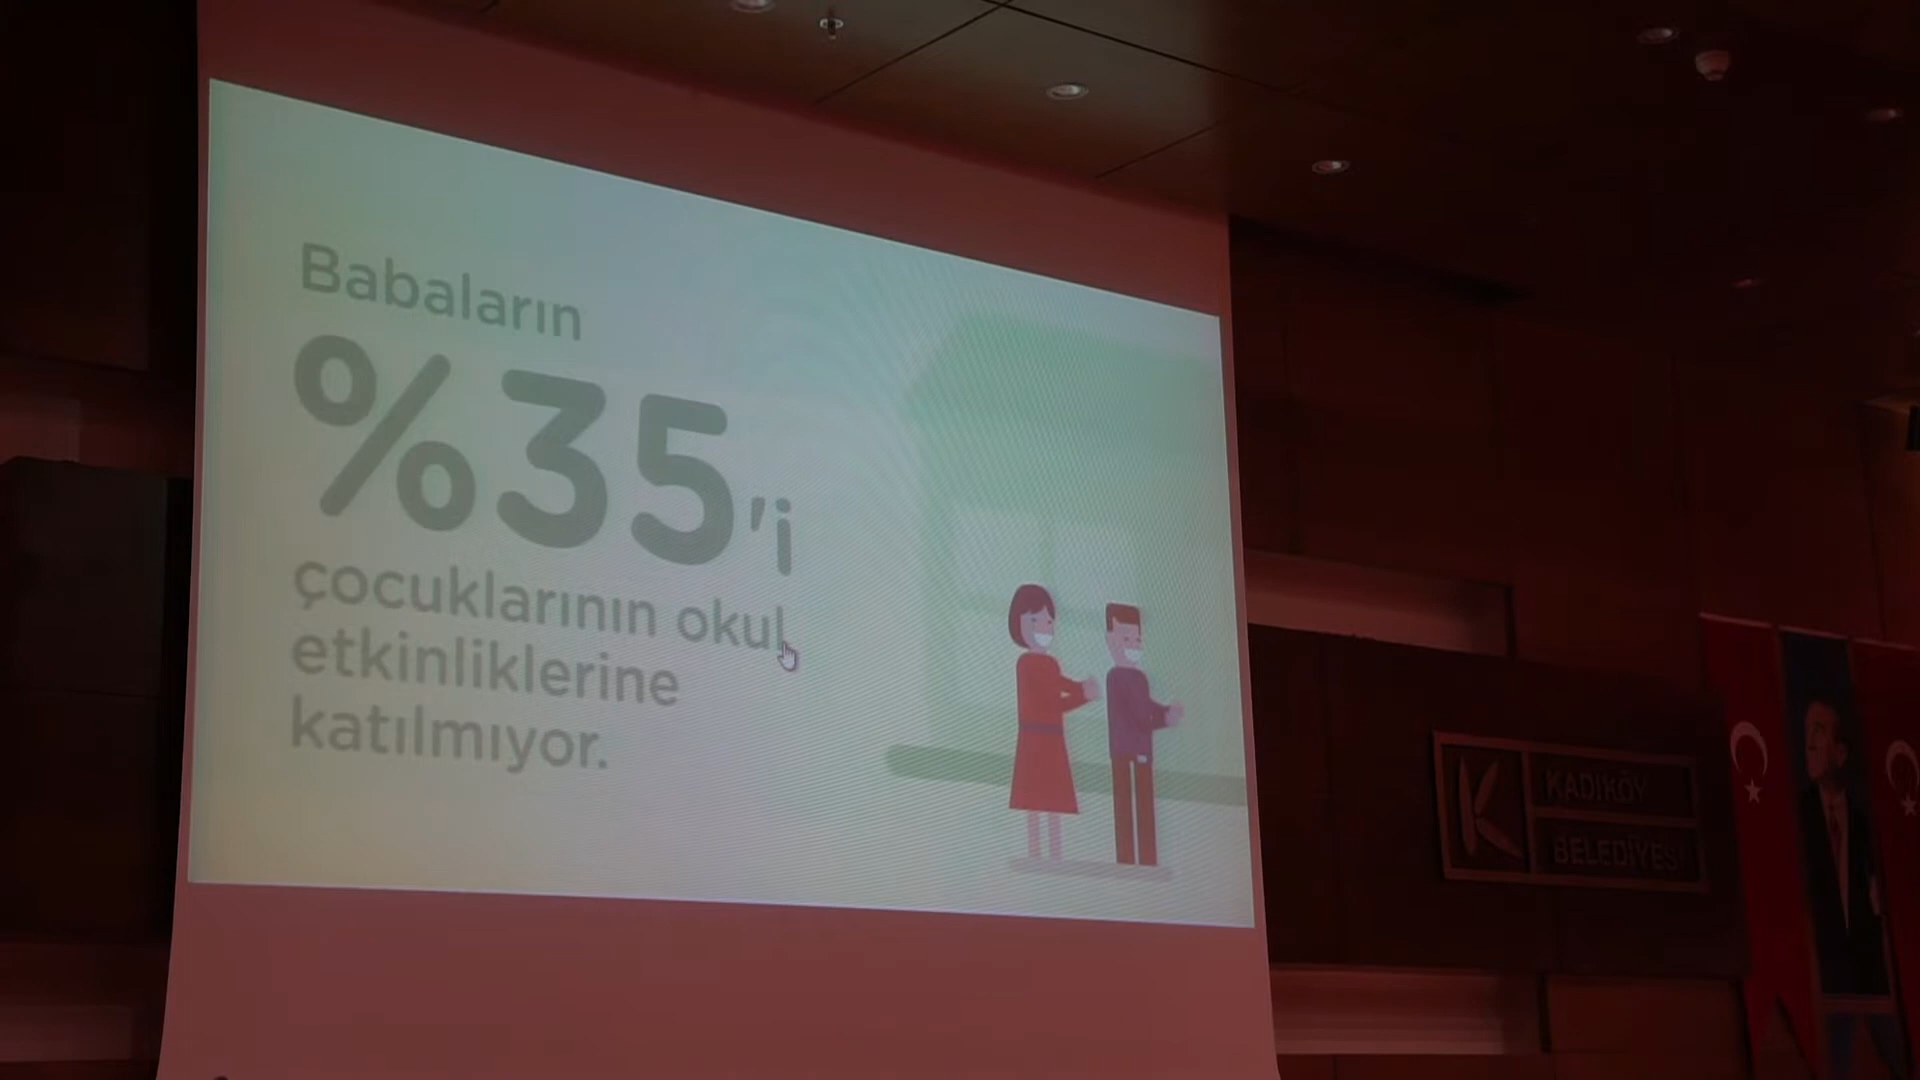 Babaların
%35'i
çocuklarının okul
etkinliklerine
katılmıyor.
KADIKÖY
BELEDİYESİ